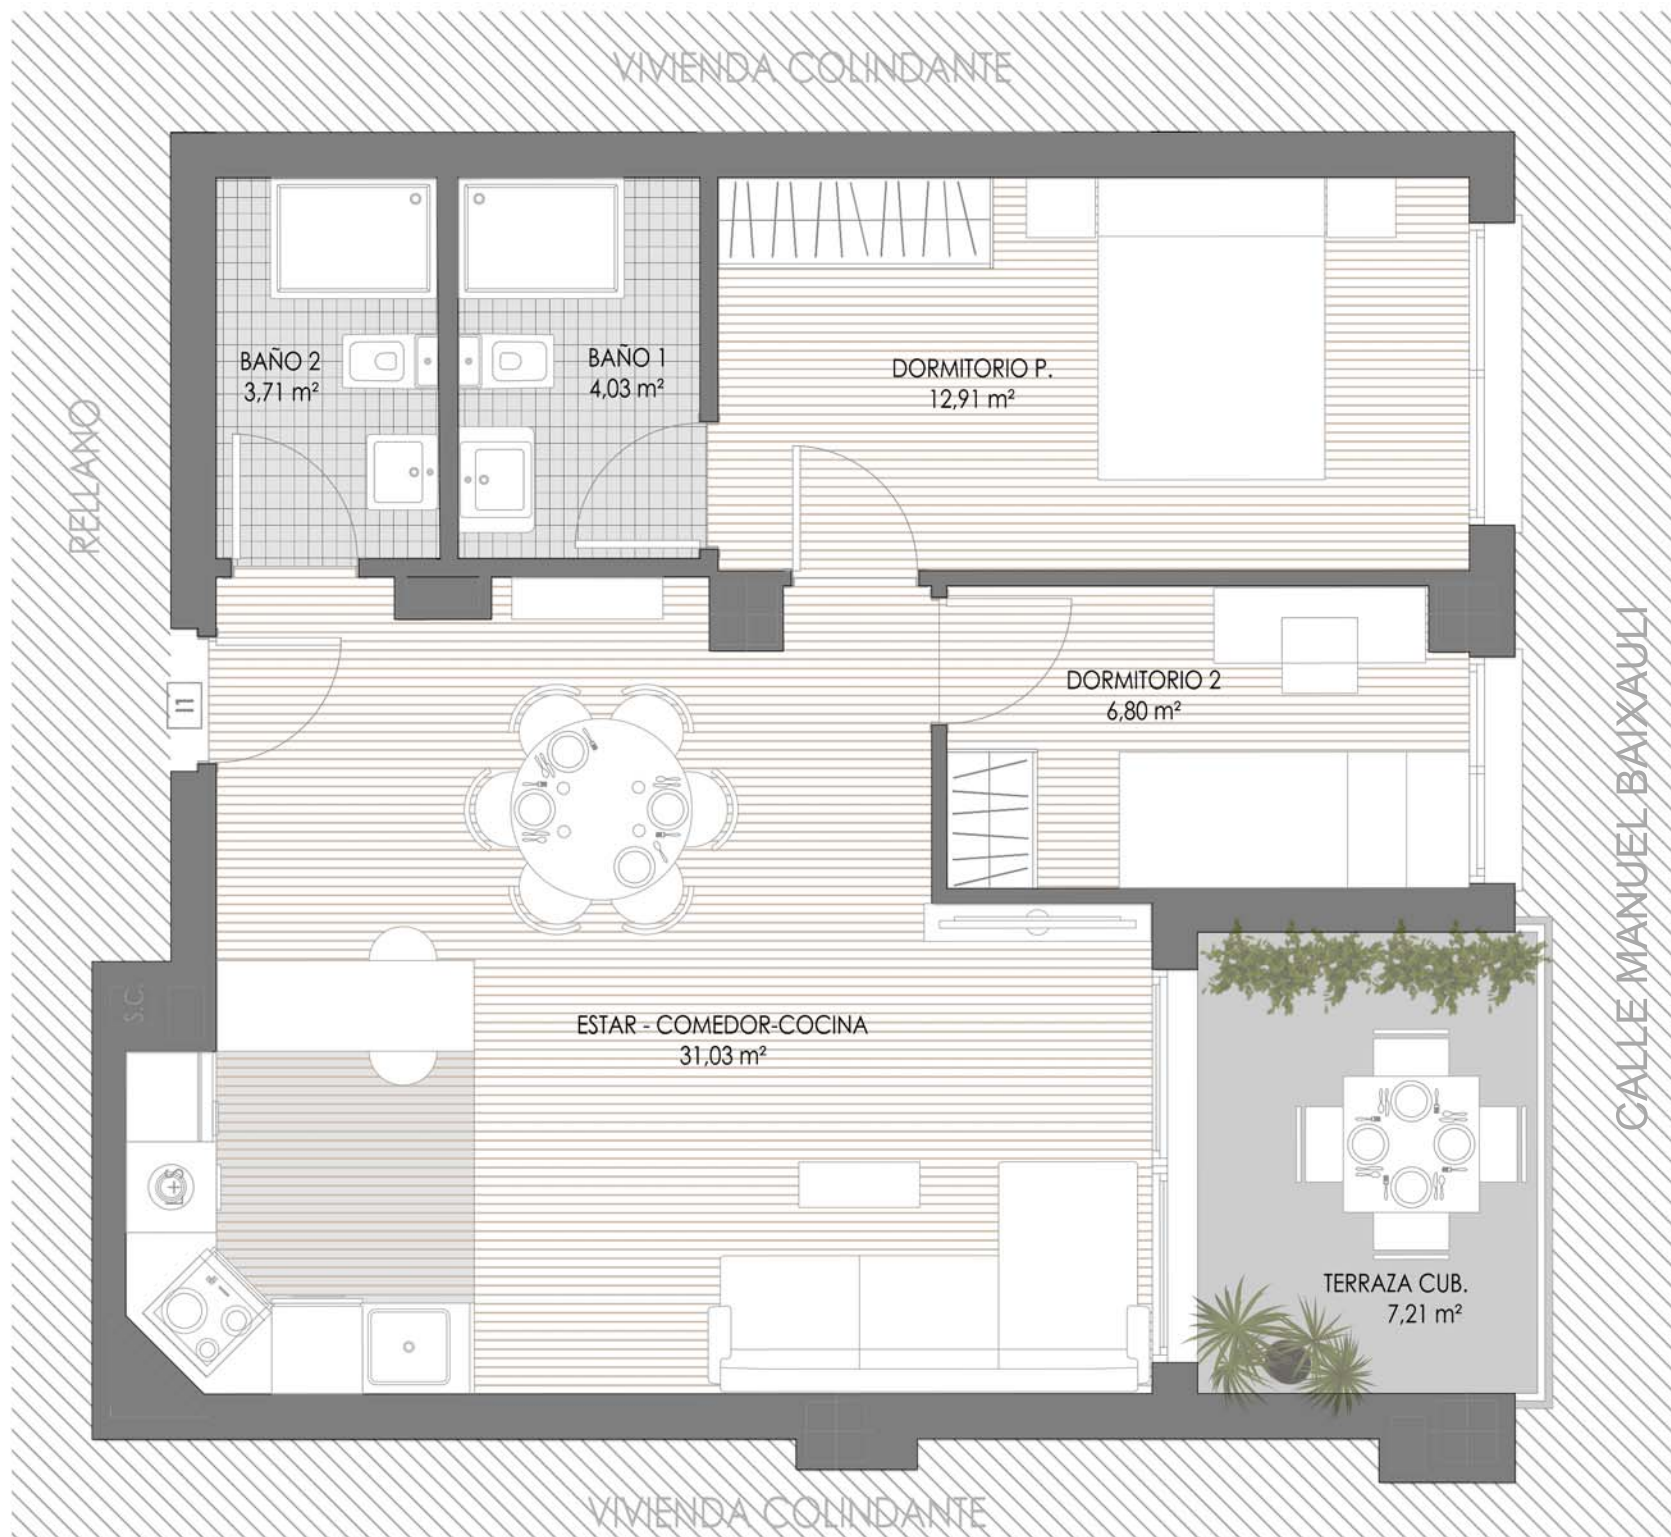 VIVIENDA COLINDANTE
BAÑO 2
3,71 m²
BAÑO 1
4,03 m²
DORMITORIO P.
12,91 m²
RELLANO
DORMITORIO 2
6,80 m²
11
CALLE MANUEL BAIXAULI
S.C.
ESTAR - COMEDOR-COCINA
31,03 m²
LS
TERRAZA CUB.
7,21 m²
VIVIENDA COLINDANTE